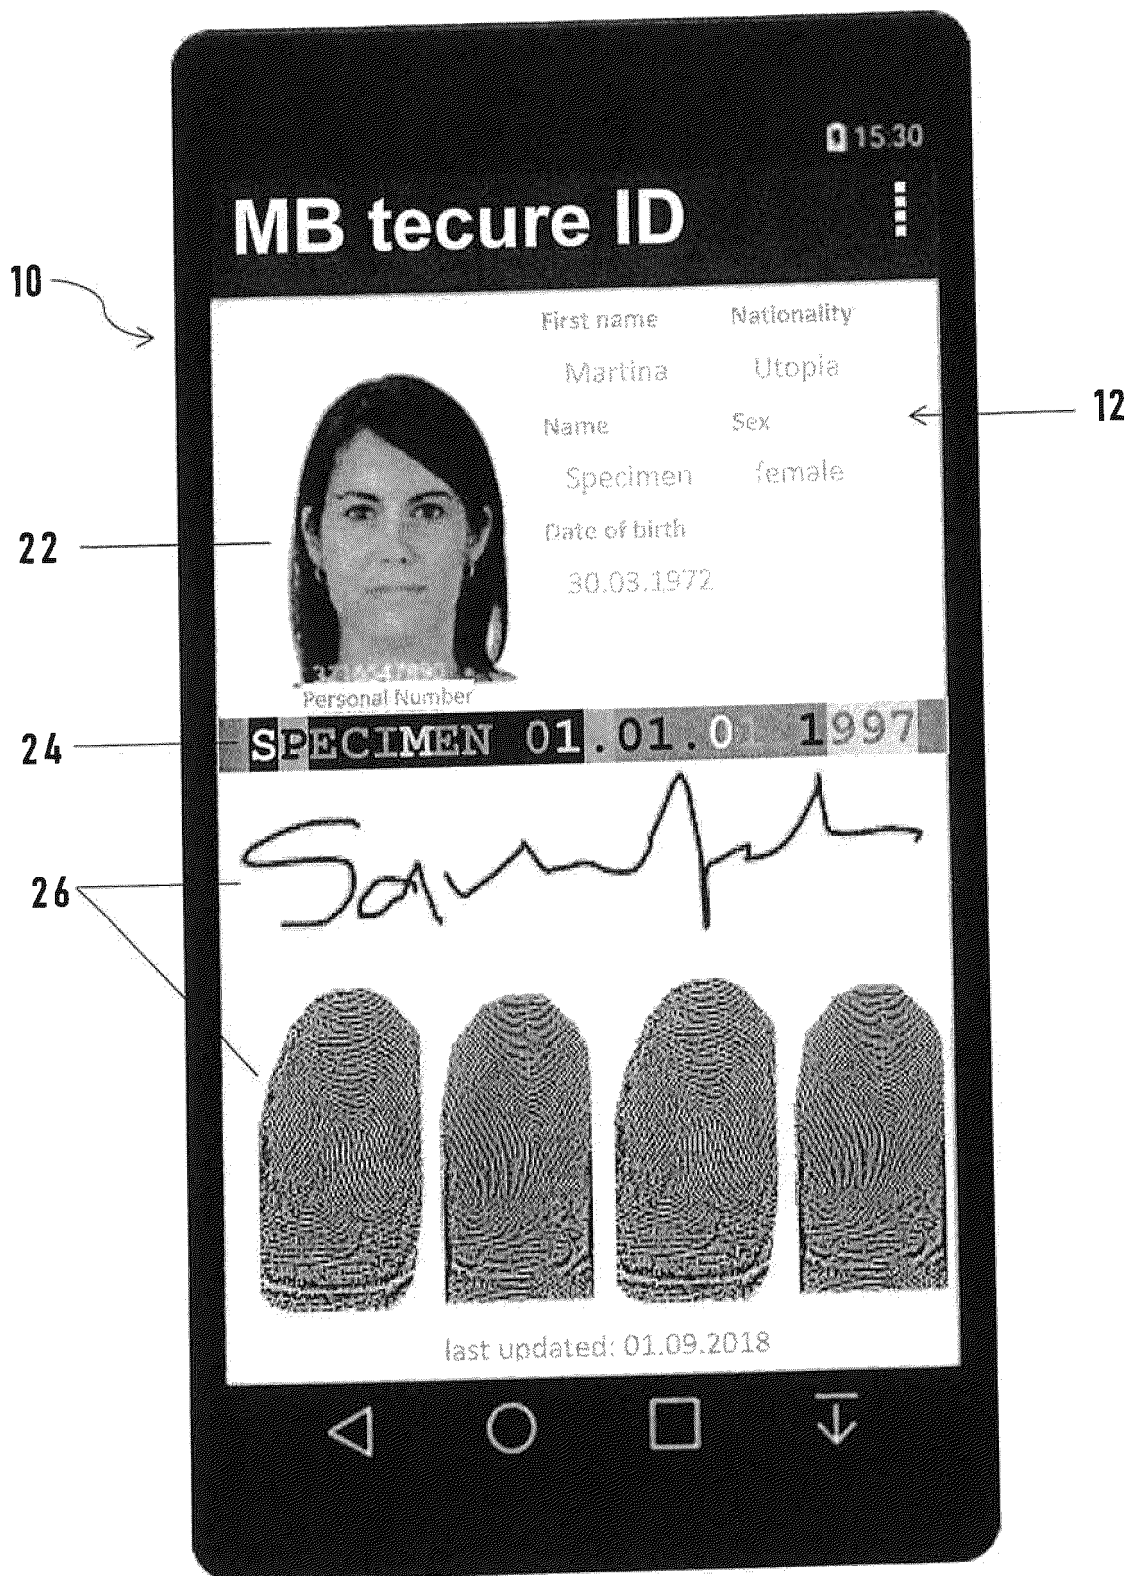 15.30
MB tecure ID
10
First name Nationality
Martina Utopia
12
Name Sex
Specimen female
22
Date of birth
30.03.1972
Personal Number
24
SPECIMEN 01.01.0 1997
26
last updated: 01.09.2018